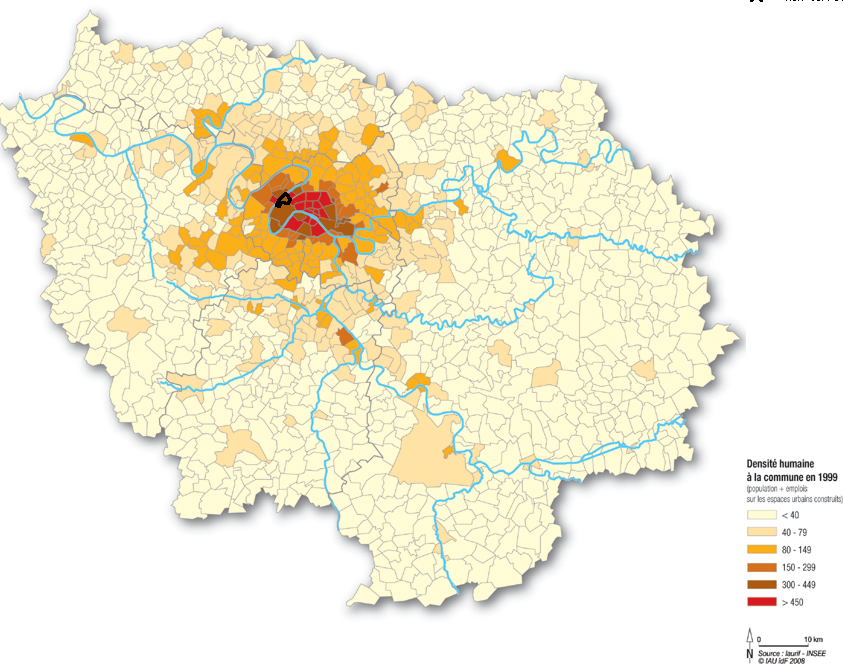 Densité humaine
à la commune en 1999
(population + emplois
sur les espaces urbains construits)
< 40
40 - 79
80 - 149
150 - 299
300 - 449
> 450
0 10 km
N
Source : Iaurif - INSEE
© IAU îdF 2008